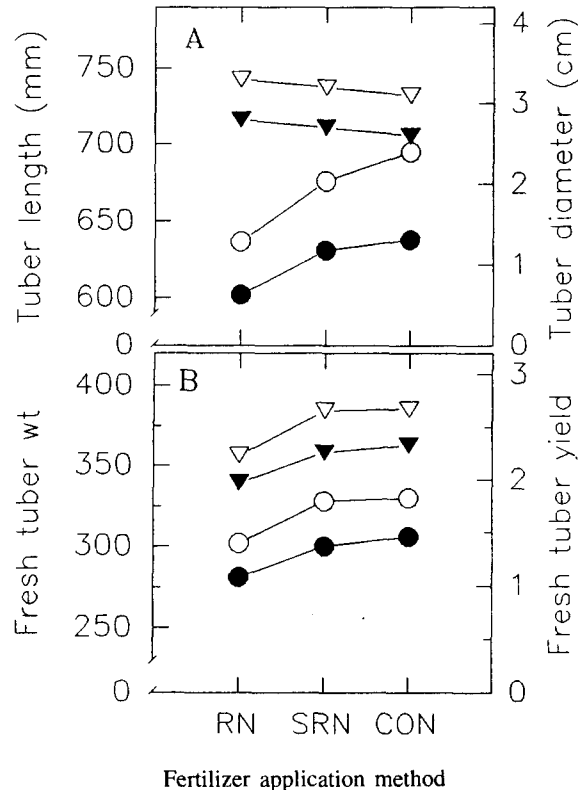 A
Tuber length (mm)
750
700
650
600
0
Tuber diameter (cm)
4
3
2
1
0
B
Fresh tuber wt
400
350
300
250
0
Fresh tuber yield
3
2
1
0
RN SRN CON
Fertilizer application method